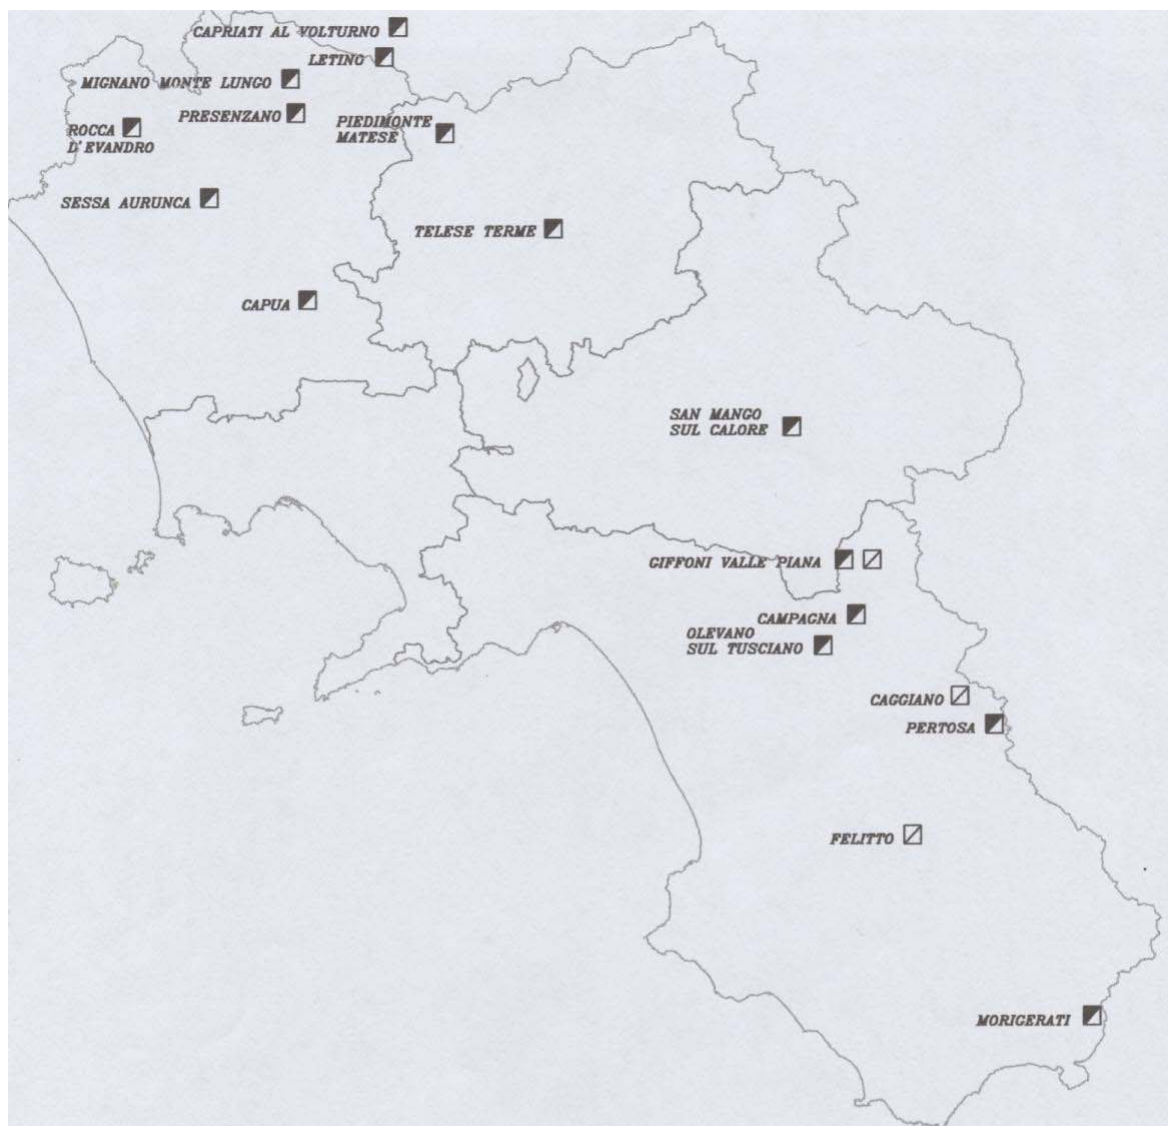 CAPRIATI AL VOLTURNO
LETINO
MIGNANO MONTE LUNGO
PRESENZANO
PIEDIMONTE
MATESE
ROCCA
D'EVANDRO
SESSA AURUNCA
TELESE TERME
CAPUA
SAN MANGO
SUL CALORE
GIFFONI VALLE PIANA
CAMPAGNA
OLEVANO
SUL TUSCIANO
CAGGIANO
PERTOSA
FELITTO
MORIGERATI